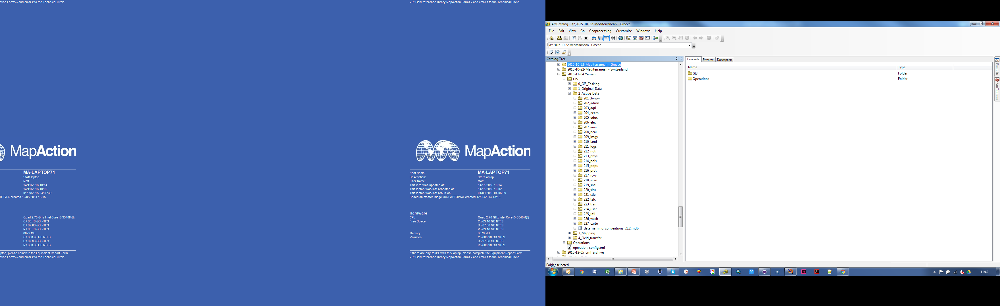 ction Forms - and email it to the Technical Circle.
- R:\Field reference library\MapAction Forms - and email it to the Technical Circle.
MapAction
MA-LAPTOP71
Staff laptop
Matt
14/11/2016 10:14
14/11/2016 10:02
01/09/2015 04:06:39
TOPAA created 12/05/2014 13:15
Quad 2.70 GHz Intel Core i5-3340M@
C:\ 63.16 GB NTFS
D:\ 87.88 GB NTFS
R:\ 63.16 GB NTFS
8079 MB
C:\ 600.98 GB NTFS
D:\ 97.66 GB NTFS
R:\ 600.98 GB NTFS
ptop, please complete the Equipment Report Form
ction Forms - and email it to the Technical Circle.
MapAction
Host Name: MA-LAPTOP71
Description: Staff laptop
User Name: Matt
This info was updated at: 14/11/2016 10:14
This laptop was last rebooted at: 14/11/2016 10:02
This laptop was last rebuilt on: 01/09/2015 04:06:39
Based on master image MA-LAPTOPAA created 12/05/2014 13:15
Hardware
CPU: Quad 2.70 GHz Intel Core i5-3340M@
Free Space: C:\ 63.16 GB NTFS
D:\ 87.88 GB NTFS
R:\ 63.16 GB NTFS
Memory: 8079 MB
Volumes: C:\ 600.98 GB NTFS
D:\ 97.66 GB NTFS
R:\ 600.98 GB NTFS
If there are any faults with this laptop, please complete the Equipment Report Form
- R:\Field reference library\MapAction Forms - and email it to the Technical Circle.
ArcCatalog - X:\2015-10-22-Mediterranean - Greece
File Edit View Go Geoprocessing Customize Windows Help
X:\2015-10-22-Mediterranean - Greece
Catalog Tree
2015-10-22-Mediterranean - Greece
2015-10-22-Mediterranean - Switzerland
2015-11-04 Yemen
GIS
0_GIS_Tasking
1_Original_Data
2_Active_Data
201_3www
202_admn
203_agri
204_cccm
205_educ
206_elev
207_envi
208_heal
209_imgy
210_land
211_logs
212_nutr
213_phys
214_pois
215_popu
216_prot
217_rcvy
218_scan
219_shel
220_situ
221_stle
222_telc
223_tran
224_usar
225_util
226_wash
227_carto
data_naming_conventions_v1.2.mdb
3_Mapping
4_Field_transfer
Operations
operation_config.xml
2015-12-05_cmf_archive
Contents Preview Description
Name Type
GIS Folder
Operations Folder
Results
ArcToolbox
Folder selected
11:42